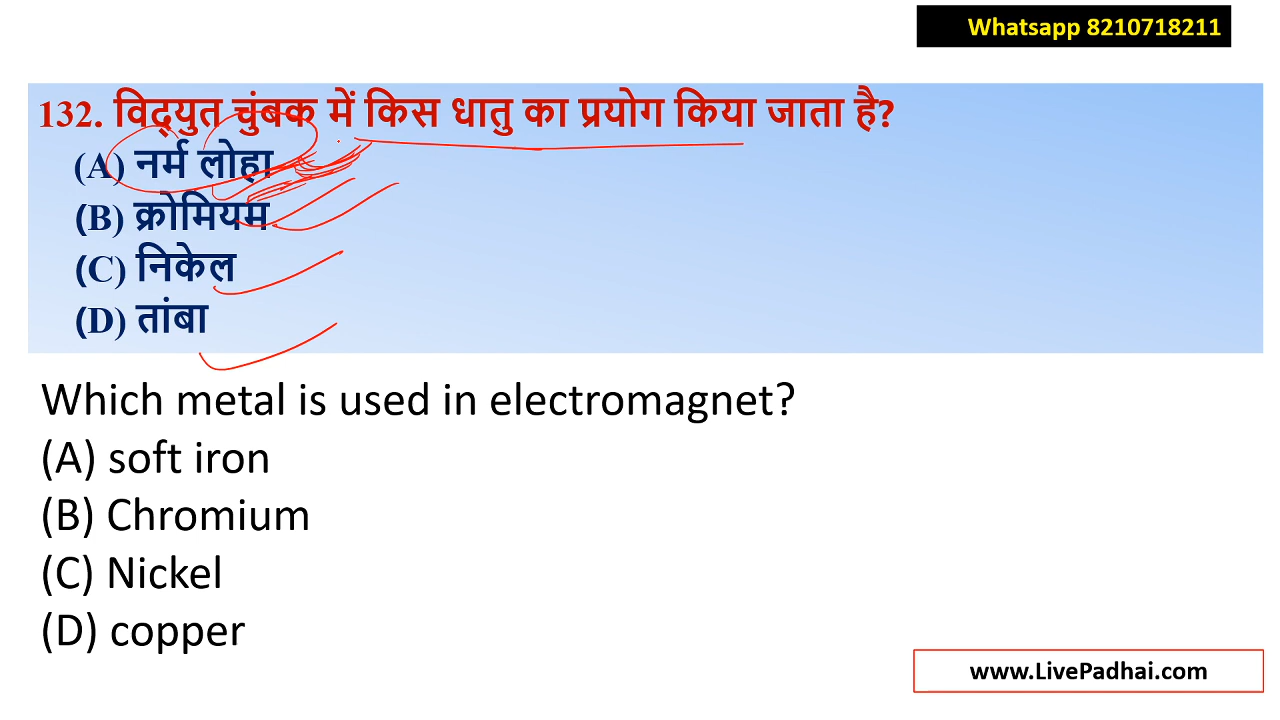 Whatsapp 8210718211
132. विद्युत चुंबक में किस धातु का प्रयोग किया जाता है?
(A) नर्म लोहा
(B) क्रोमियम
(C) निकेल
(D) तांबा
Which metal is used in electromagnet?
(A) soft iron
(B) Chromium
(C) Nickel
(D) copper
www.LivePadhai.com